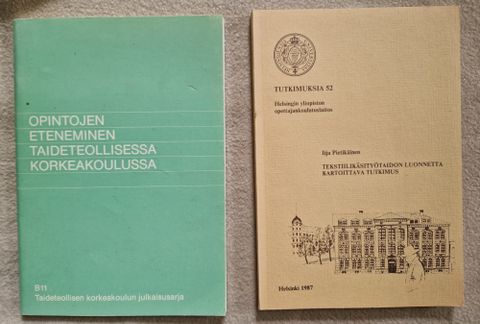 OPINTOJEN
ETENEMINEN
TAIDETEOLLISESSA
KORKEAKOULUSSA
B11
Taideteollisen korkeakoulun julkaisusarja
TUTKIMUKSIA 52
Helsingin yliopiston
opettajankoulutuslaitos
Irja Pietikäinen
TEKSTIILIKÄSITYÖTAIDON LUONNETTA
KARTOITTAVA TUTKIMUS
Helsinki 1987